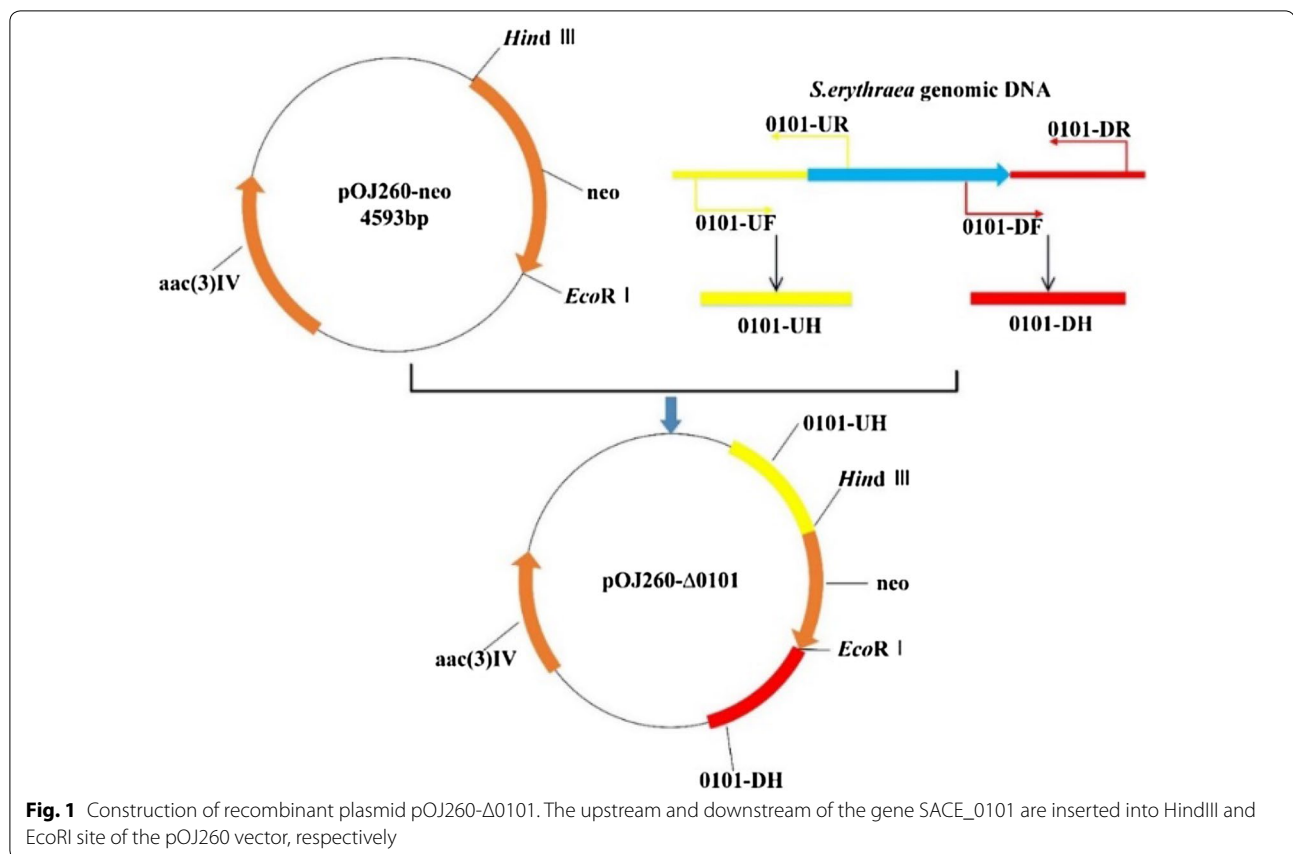 Hind III
pOJ260-neo
4593bp
neo
aac(3)IV
EcoR I
S.erythraea genomic DNA
0101-UR
0101-DR
0101-UF
0101-DF
0101-UH
0101-DH
0101-UH
Hind III
pOJ260-Δ0101
neo
aac(3)IV
EcoR I
0101-DH
Fig. 1 Construction of recombinant plasmid pOJ260-Δ0101. The upstream and downstream of the gene SACE_0101 are inserted into HindIII and
EcoRI site of the pOJ260 vector, respectively